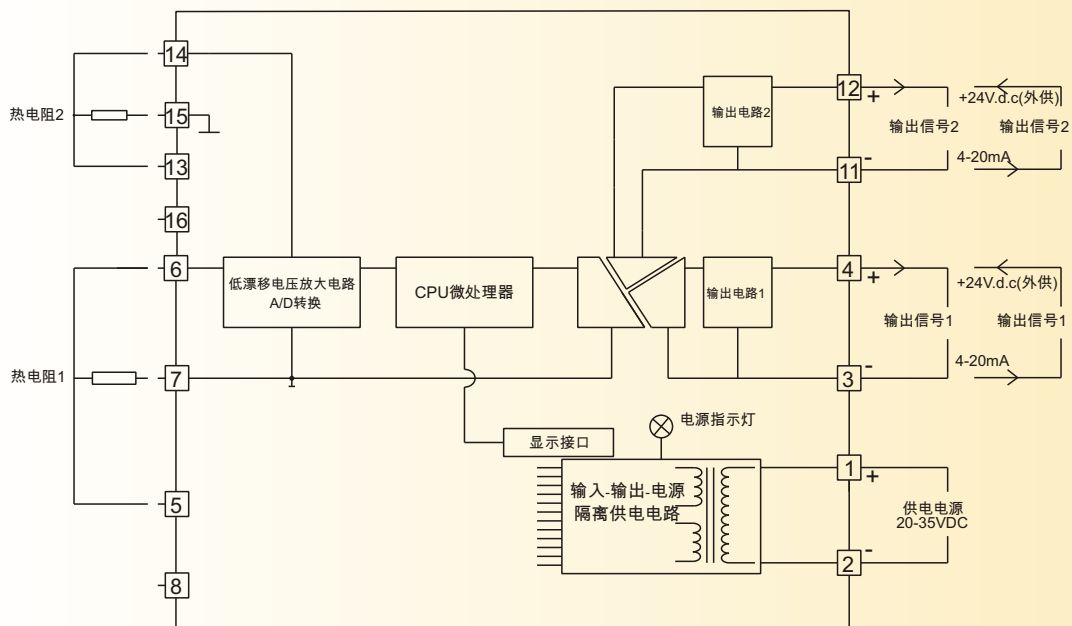 14
热电阻2
15
13
16
6
低漂移电压放大电路
A/D转换
CPU微处理器
热电阻1
7
5
8
输出电路2
12
+
+24V.d.c(外供)
输出信号2
输出信号2
11
-
4-20mA
输出电路1
4
+
+24V.d.c(外供)
输出信号1
输出信号1
3
-
4-20mA
显示接口
电源指示灯
输入-输出-电源
隔离供电电路
1
+
供电电源
20-35VDC
2
-